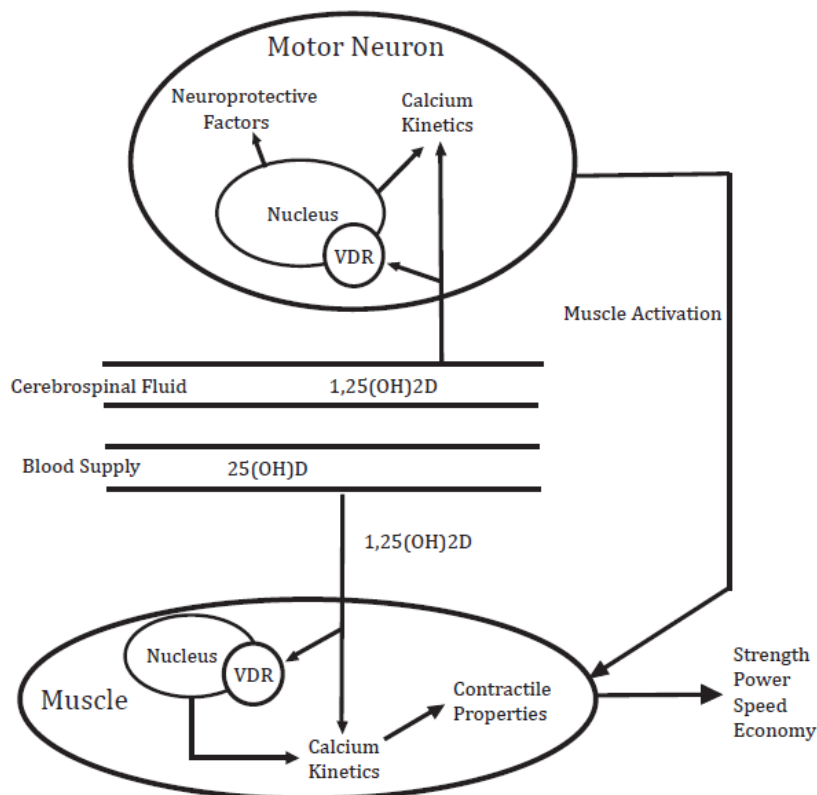 Motor Neuron
Neuroprotective
Factors
Calcium
Kinetics
Nucleus
VDR
Muscle Activation
Cerebrospinal Fluid
1,25(OH)2D
Blood Supply
25(OH)D
1,25(OH)2D
Nucleus
VDR
Muscle
Contractile
Properties
Calcium
Kinetics
Strength
Power
Speed
Economy